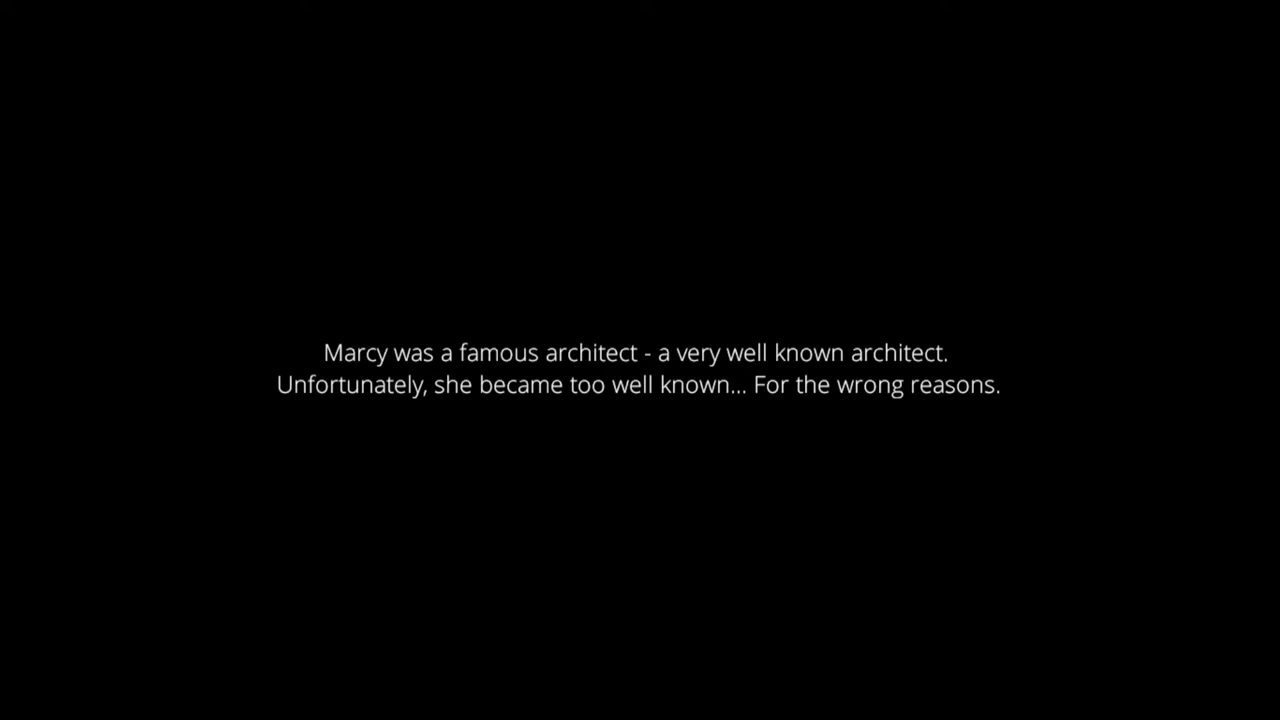 Marcy was a famous architect - a very well known architect.
Unfortunately, she became too well known... For the wrong reasons.